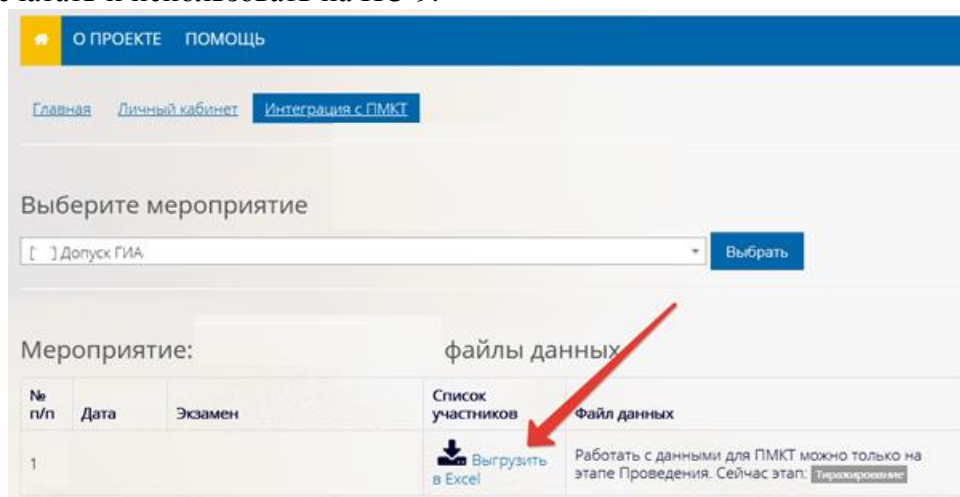 О ПРОЕКТЕ ПОМОЩЬ
Главная Личный кабинет Интеграция с ПМКТ
Выберите мероприятие
[ ] Допуск ГИА Выбрать
Мероприятие: файлы данных
№ п/п Дата Экзамен Список участников Файл данных
1 Выгрузить в Excel Работать с данными для ПМКТ можно только на
этапе Проведения. Сейчас этап: Тиражирование